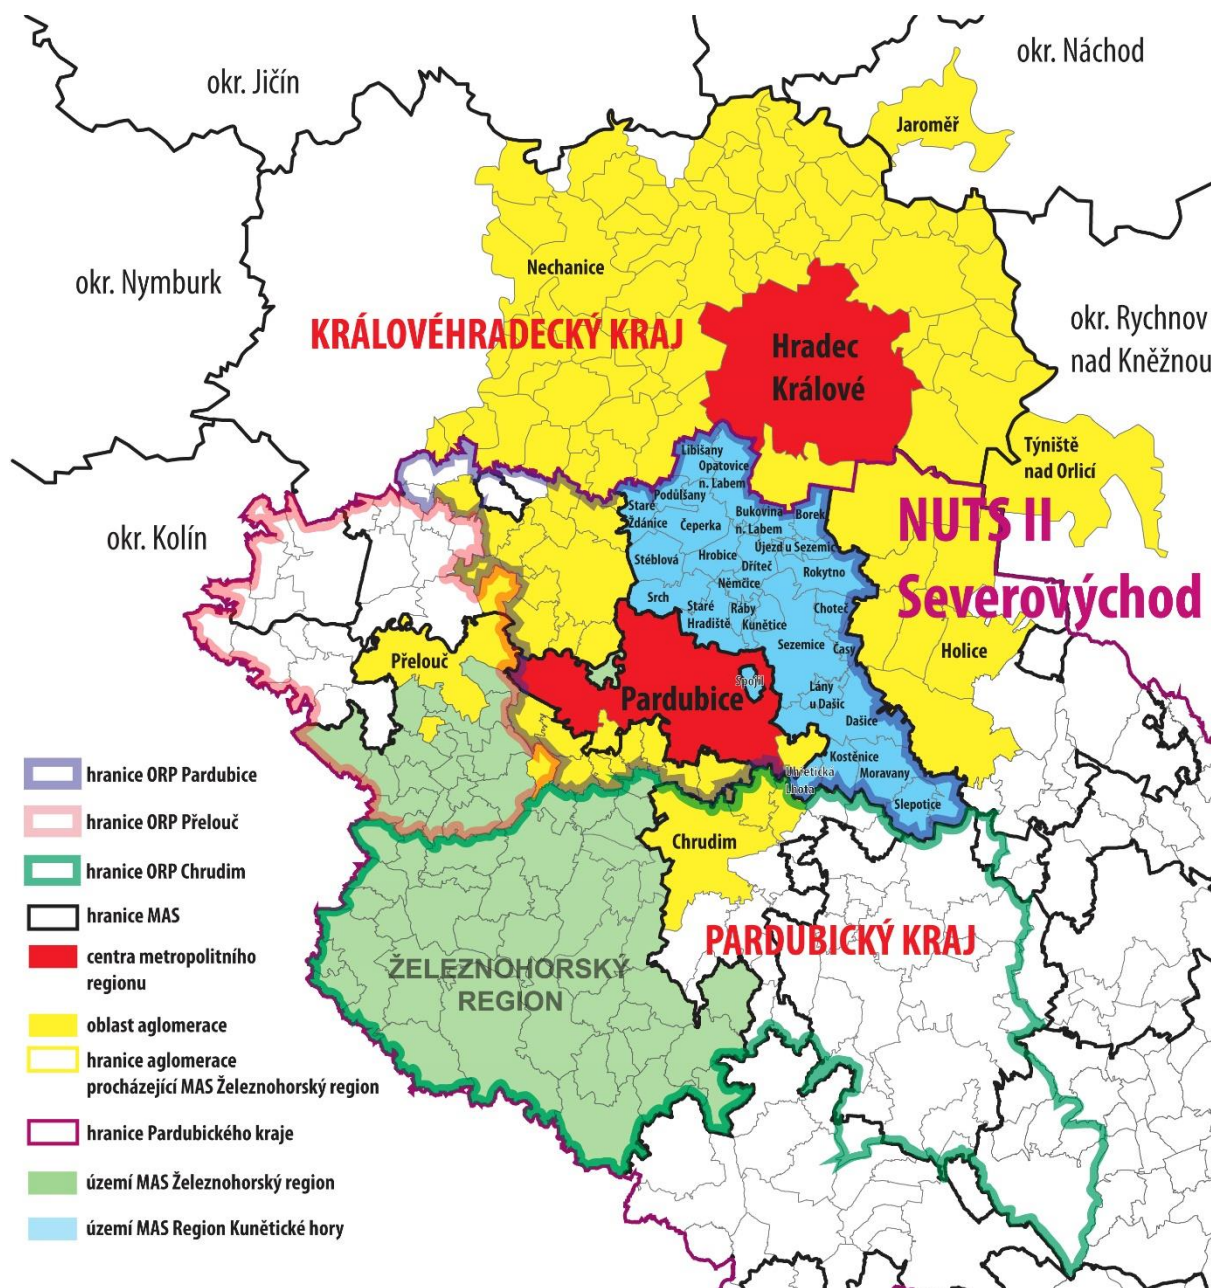 okr. Náchod
okr. Jičín
Jaroměř
okr. Nymburk
Nechanice
KRÁLOVÉHRADECKÝ KRAJ
Hradec
Králové
okr. Rychnov
nad Kněžnou
Týniště
nad Orlicí
okr. Kolín
NUTS II
Severovýchod
Libišany
Opatovice
n. Labem
Podůlšany
Staré
Ždánice
Čeperka
Bukovina
n. Labem
Borek
Stéblová
Hrobice
Újezd u Sezemic
Dříteč
Rokytno
Němčice
Srch
Staré
Hradiště
Ráby
Kunětice
Choteč
Sezemice
Časy
Holice
Přelouč
Pardubice
Spojil
Lány
u Dašic
Dašice
Kostěnice
Moravany
Úhřetická
Lhota
Slepotice
Chrudim
PARDUBICKÝ KRAJ
ŽELEZNOHORSKÝ
REGION
hranice ORP Pardubice
hranice ORP Přelouč
hranice ORP Chrudim
hranice MAS
centra metropolitního
regionu
oblast aglomerace
hranice aglomerace
procházející MAS Železnohorský region
hranice Pardubického kraje
území MAS Železnohorský region
území MAS Region Kunětické hory